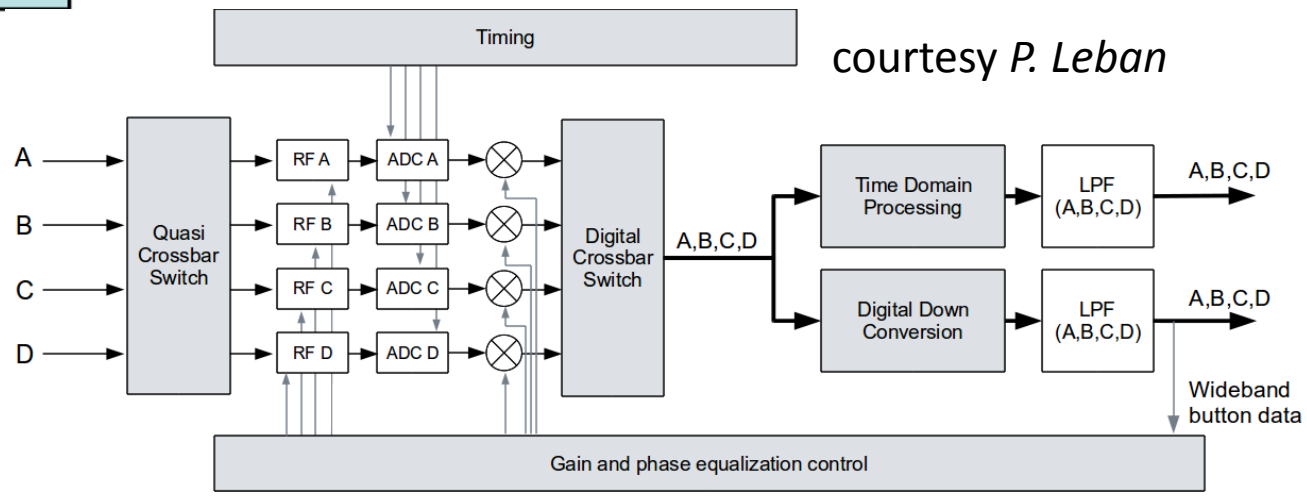 Timing
courtesy P. Leban
A
B
C
D
Quasi
Crossbar
Switch
RF A
RF B
RF C
RF D
ADC A
ADC B
ADC C
ADC D
Digital
Crossbar
Switch
A,B,C,D
Time Domain
Processing
LPF
(A,B,C,D)
A,B,C,D
Digital Down
Conversion
LPF
(A,B,C,D)
A,B,C,D
Wideband
button data
Gain and phase equalization control